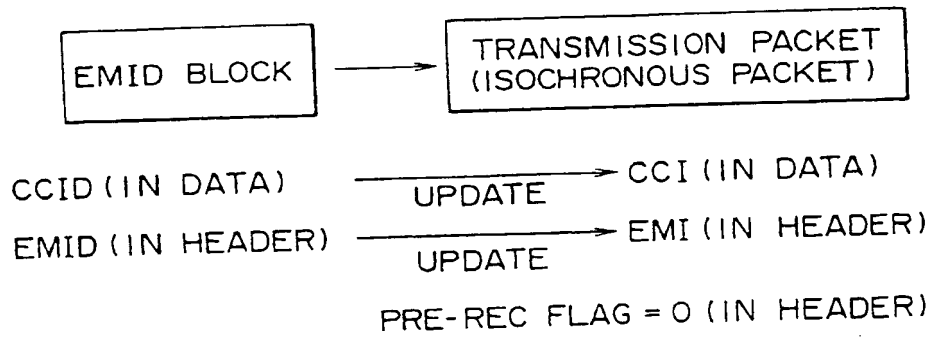 EMID BLOCK
TRANSMISSION PACKET
(ISOCHRONOUS PACKET)
CCID (IN DATA)
UPDATE
CCI (IN DATA)
EMID (IN HEADER)
UPDATE
EMI (IN HEADER)
PRE-REC FLAG = 0 (IN HEADER)